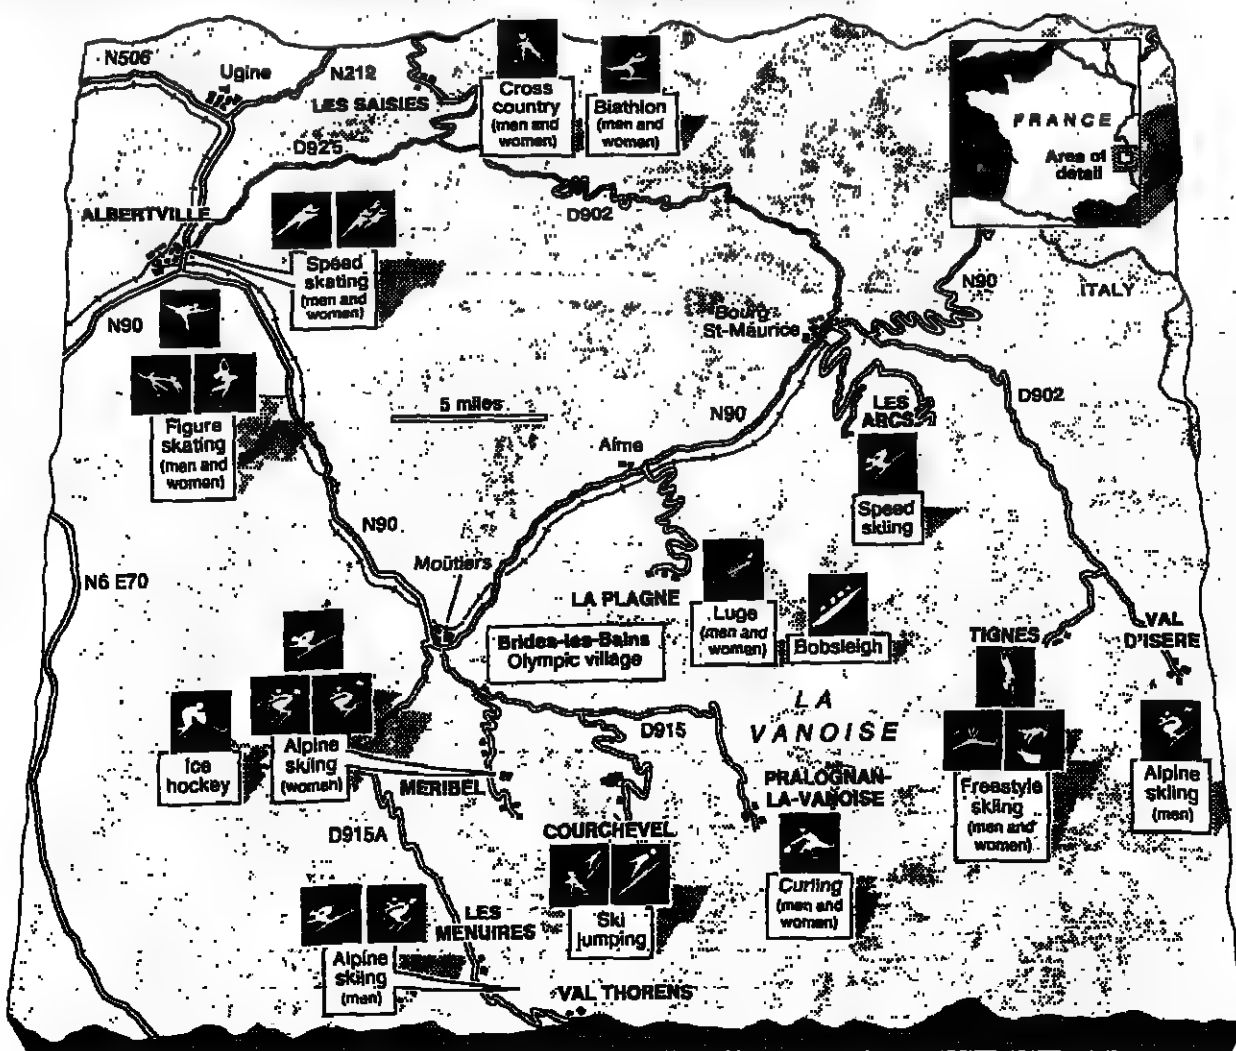 N506
Ugine
N212
LES SAISIES
Cross
country
(men and
women)
Biathlon
(men and
women)
FRANCE
Area of
detail
D925
ALBERTVILLE
D902
Speed
skating
(men and
women)
N90
N90
ITALY
Bourg
St-Maurice
D902
5 miles
N90
LES
ARCS
Figure
skating
(men and
women)
Aime
Speed
skiing
N90
Moûtiers
N6 E70
LA PLAGNE
Luge
(men and
women)
Bobsleigh
Brides-les-Bains
Olympic village
TIGNES
VAL
D'ISERE
LA
VANOISE
D915
Ice
hockey
Alpine
skiing
(women)
MERIBEL
PRALOGNAN-
LA-VANOISE
Freestyle
skiing
(men and
women)
Alpine
skiing
(men)
D915A
COURCHEVEL
Ski
jumping
Curling
(men and
women)
LES
MENUIRES
Alpine
skiing
(men)
VAL THORENS